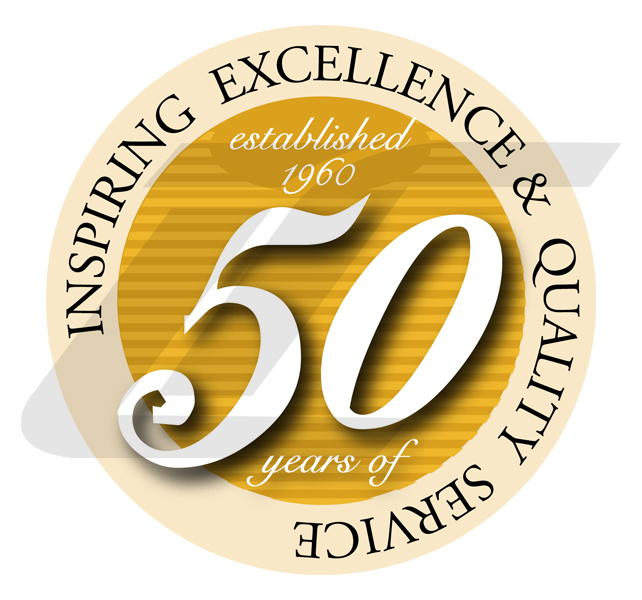 established
1960
50
years of
INSPIRING EXCELLENCE & QUALITY SERVICE